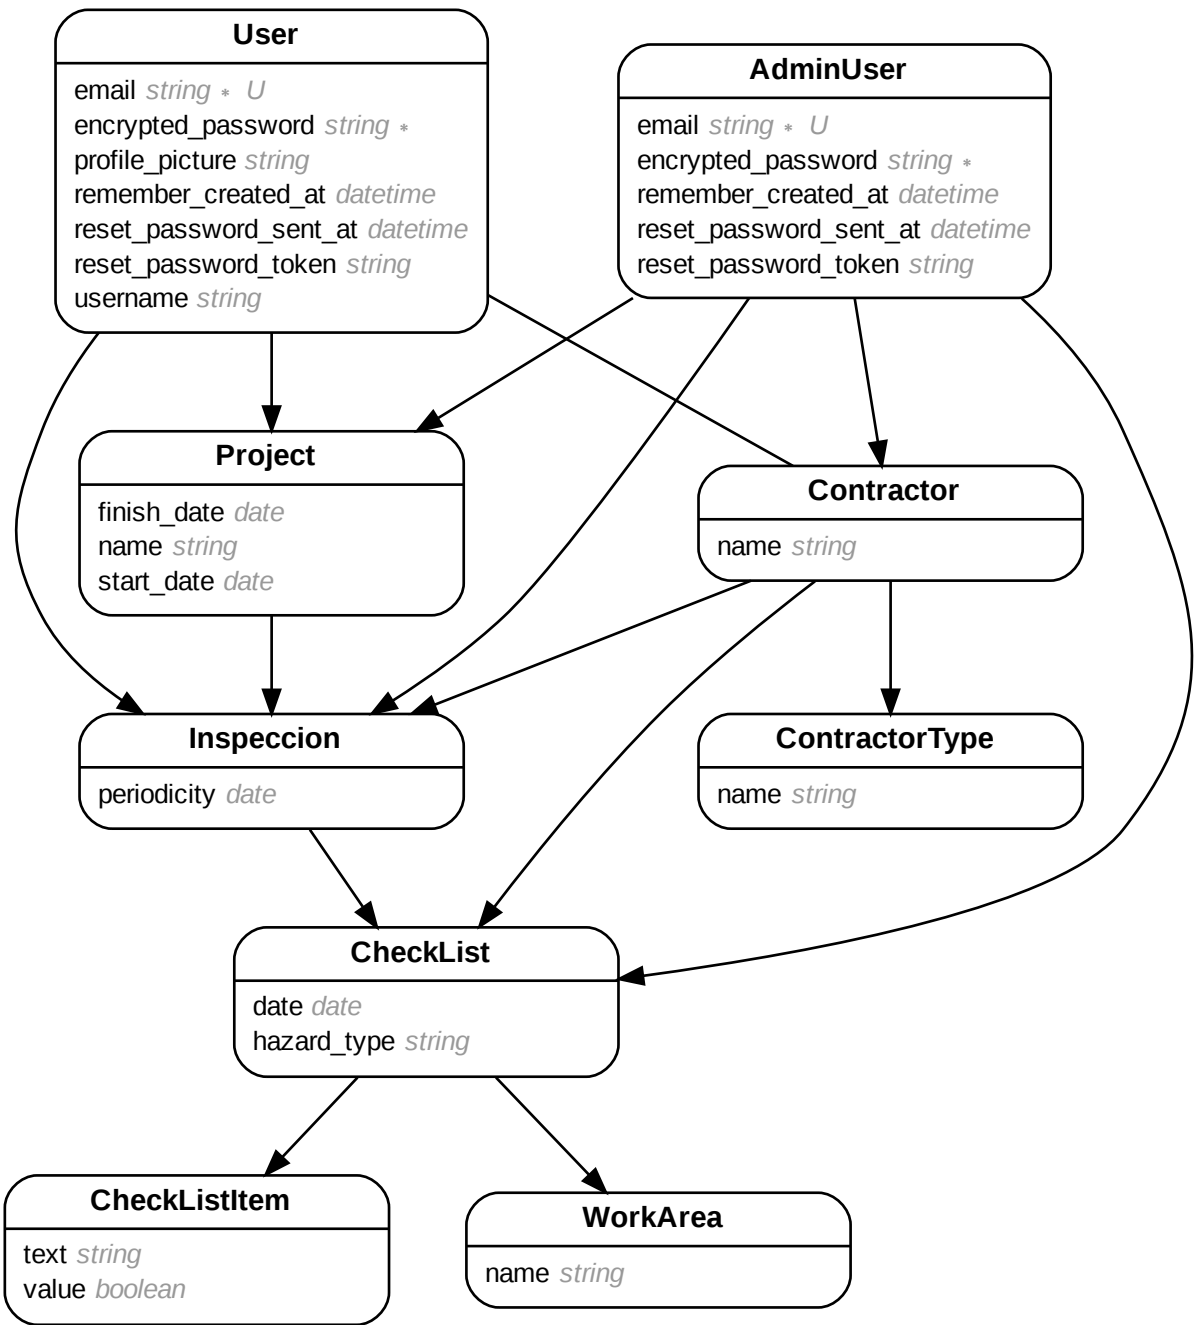 User
email string * U
encrypted_password string *
profile_picture string
remember_created_at datetime
reset_password_sent_at datetime
reset_password_token string
username string
AdminUser
email string * U
encrypted_password string *
remember_created_at datetime
reset_password_sent_at datetime
reset_password_token string
Project
finish_date date
name string
start_date date
Contractor
name string
Inspeccion
periodicity date
ContractorType
name string
CheckList
date date
hazard_type string
CheckListItem
text string
value boolean
WorkArea
name string